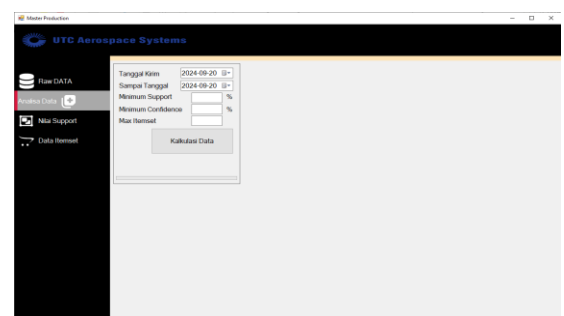 Master Production
UTC Aerospace Systems
Raw DATA
Analisa Data
Nilai Support
Data Itemset
Tanggal Kirim 2024-09-20
Sampai Tanggal 2024-09-20
Minimum Support %
Minimum Confidence %
Max Itemset
Kalkulasi Data